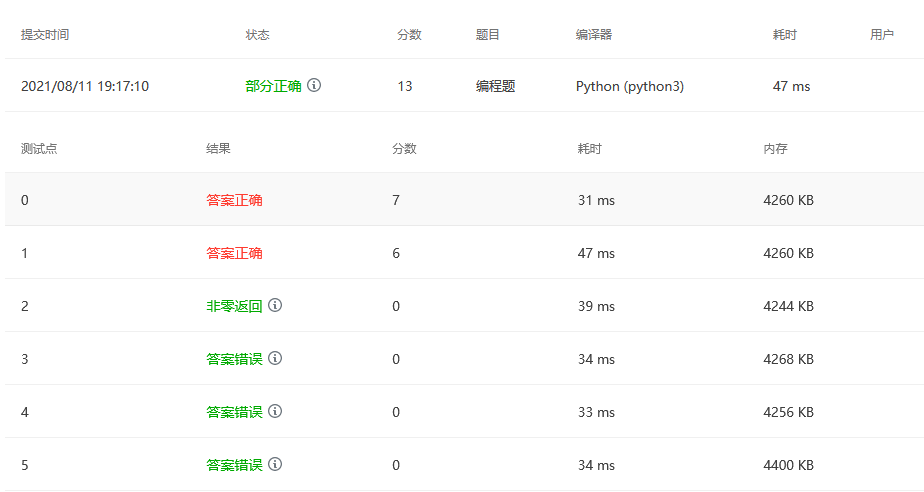 提交时间 状态 分数 题目 编译器 耗时 用户
2021/08/11 19:17:10 部分正确 13 编程题 Python (python3) 47 ms
测试点 结果 分数 耗时 内存
0 答案正确 7 31 ms 4260 KB
1 答案正确 6 47 ms 4260 KB
2 非零返回 0 39 ms 4244 KB
3 答案错误 0 34 ms 4268 KB
4 答案错误 0 33 ms 4256 KB
5 答案错误 0 34 ms 4400 KB